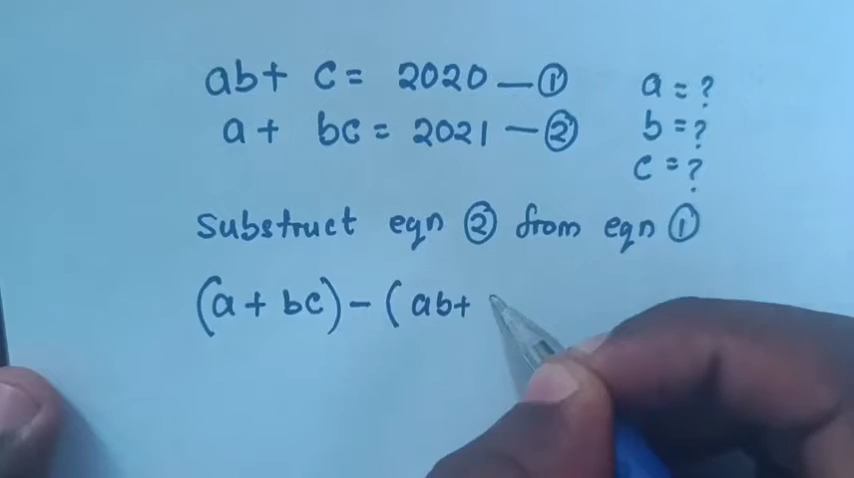 ab+ c= 2020 — ① a = ?
a + bc = 2021 — ② b = ?
c = ?
substruct eqn ② from eqn ①
(a + bc) - ( ab+